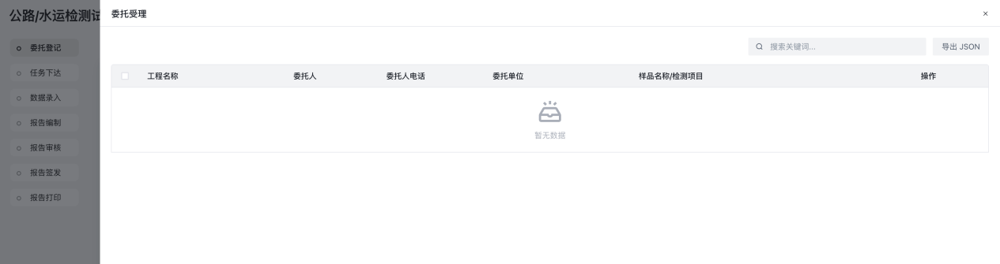 公路/水运检测试
委托受理
委托登记
任务下达
数据录入
报告编制
报告审核
报告签发
报告打印
搜索关键词...
导出 JSON
工程名称 委托人 委托人电话 委托单位 样品名称/检测项目 操作
暂无数据